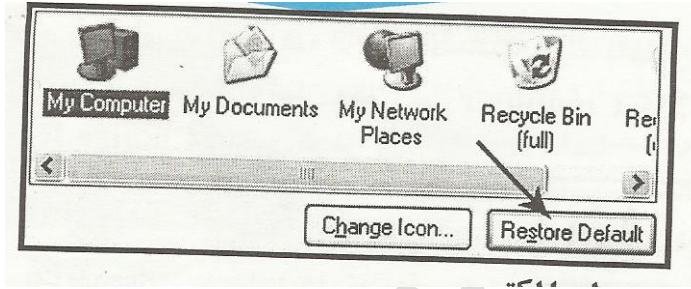 My Computer
My Documents
My Network
Places
Recycle Bin
(full)
Change Icon...
Restore Default